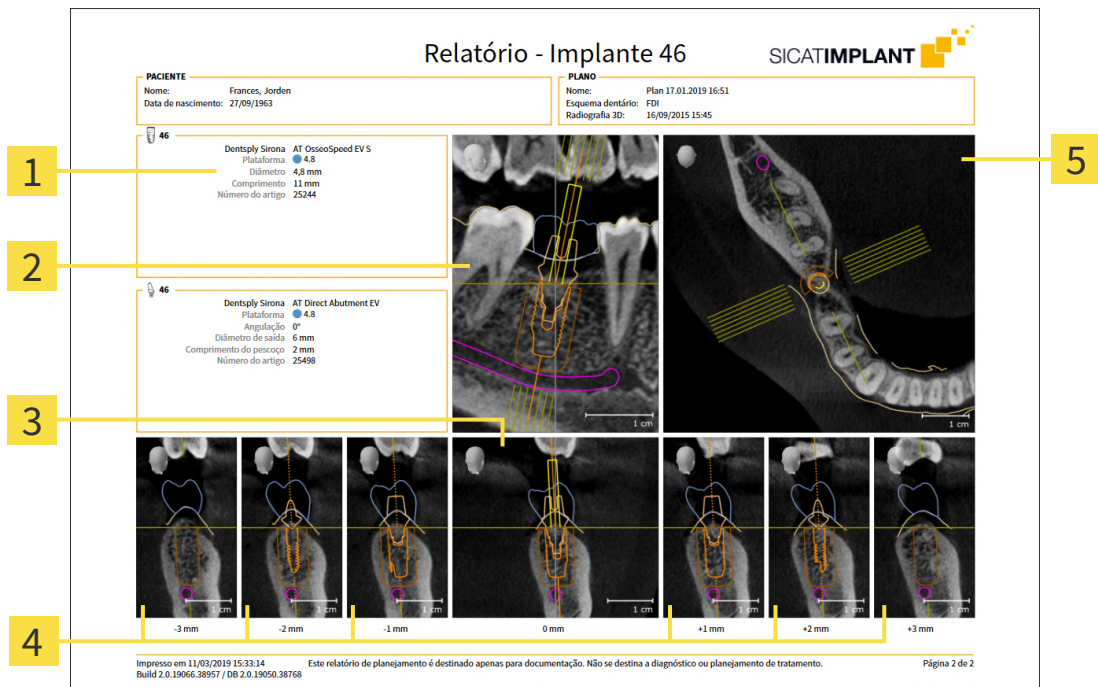 Relatório - Implante 46
SICATIMPLANT
PACIENTE
Nome: Frances, Jorden
Data de nascimento: 27/09/1963
PLANO
Nome: Plan 17.01.2019 16:51
Esquema dentário: FDI
Radiografia 3D: 16/09/2015 15:45
1
46
Dentsply Sirona AT OsseoSpeed EV S
Plataforma 4.8
Diâmetro 4,8 mm
Comprimento 11 mm
Número do artigo 25244
2
46
Dentsply Sirona AT Direct Abutment EV
Plataforma 4.8
Angulação 0°
Diâmetro de saída 6 mm
Comprimento do pescoço 2 mm
Número do artigo 25498
1 cm
1 cm
5
3
1 cm
1 cm
1 cm
1 cm
1 cm
1 cm
1 cm
4
-3 mm
-2 mm
-1 mm
0 mm
+1 mm
+2 mm
+3 mm
Impresso em 11/03/2019 15:33:14
Build 2.0.19066.38957 / DB 2.0.19050.38768
Este relatório de planejamento é destinado apenas para documentação. Não se destina a diagnóstico ou planejamento de tratamento.
Página 2 de 2